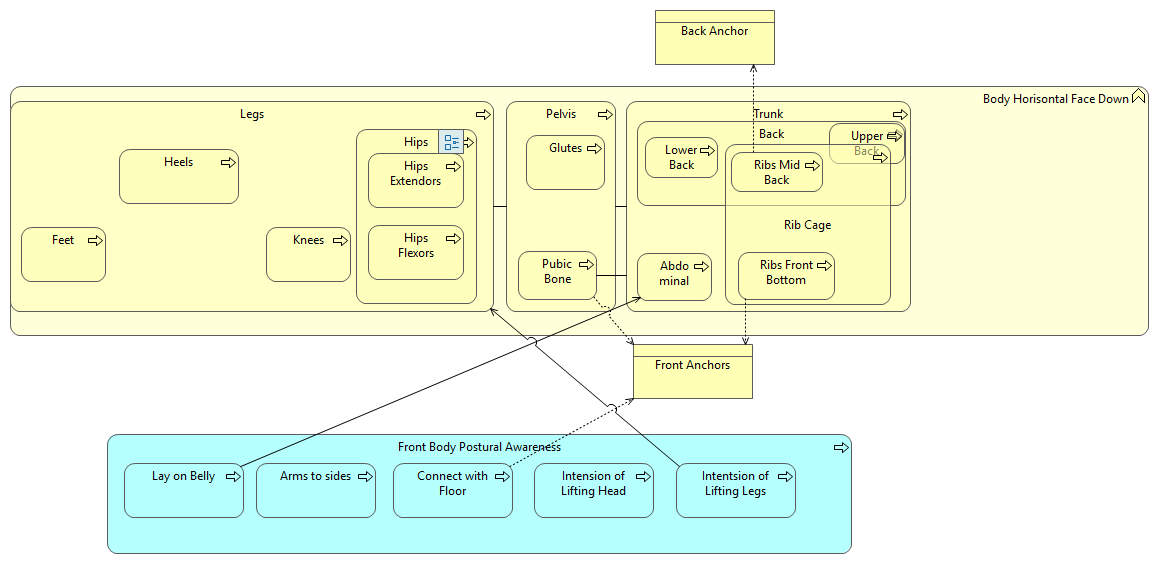 Back Anchor
Body Horisontal Face Down
Legs
Pelvis
Trunk
Hips
Back
Upper
Back
Heels
Hips
Extendors
Glutes
Lower
Back
Ribs Mid
Back
Feet
Knees
Hips
Flexors
Rib Cage
Pubic
Bone
Abdo
minal
Ribs Front
Bottom
Front Anchors
Front Body Postural Awareness
Lay on Belly
Arms to sides
Connect with
Floor
Intension of
Lifting Head
Intentsion of
Lifting Legs